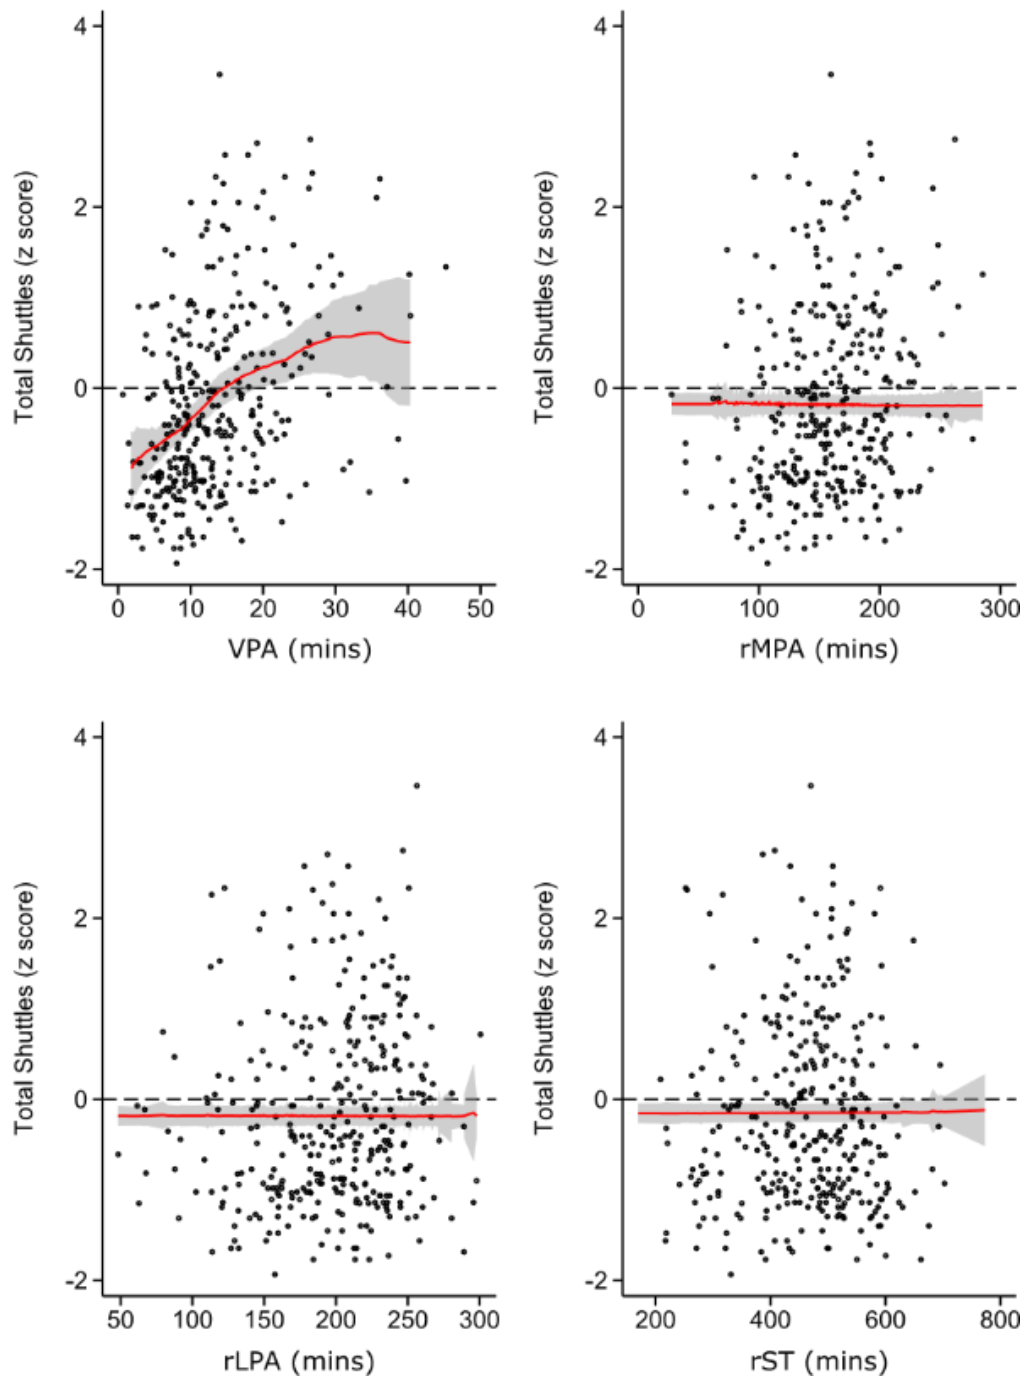 4
2
0
-2
Total Shuttles (z score)
0 10 20 30 40 50
VPA (mins)
4
2
0
-2
Total Shuttles (z score)
0 100 200 300
rMPA (mins)
4
2
0
-2
Total Shuttles (z score)
50 100 150 200 250 300
rLPA (mins)
4
2
0
-2
Total Shuttles (z score)
200 400 600 800
rST (mins)